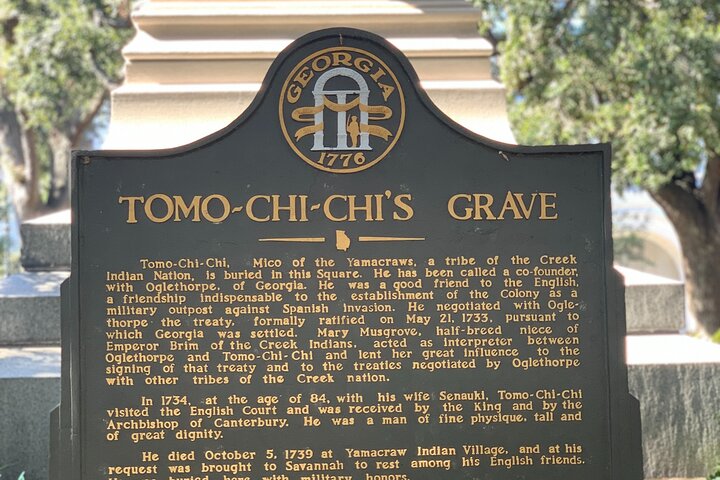 GEORGIA
1776
TOMO-CHI-CHI'S GRAVE
Tomo-Chi-Chi, Mico of the Yamacraws, a tribe of the Creek
Indian Nation, is buried in this Square. He has been called a co-founder,
with Oglethorpe, of Georgia. He was a good friend to the English,
a friendship indispensable to the establishment of the Colony as a
military outpost against Spanish invasion. He negotiated with Ogle-
thorpe the treaty, formally ratified on May 21, 1733, pursuant to
which Georgia was settled. Mary Musgrove, half-breed niece of
Emperor Brim of the Creek Indians, acted as interpreter between
Oglethorpe and Tomo-Chi-Chi and lent her great influence to the
signing of that treaty and to the treaties negotiated by Oglethorpe
with other tribes of the Creek nation.
In 1734, at the age of 84, with his wife Senauki, Tomo-Chi-Chi
visited the English Court and was received by the King and by the
Archbishop of Canterbury. He was a man of fine physique, tall and
of great dignity.
He died October 5, 1739 at Yamacraw Indian Village, and at his
request was brought to Savannah to rest among his English friends.
He was buried here with military honors.